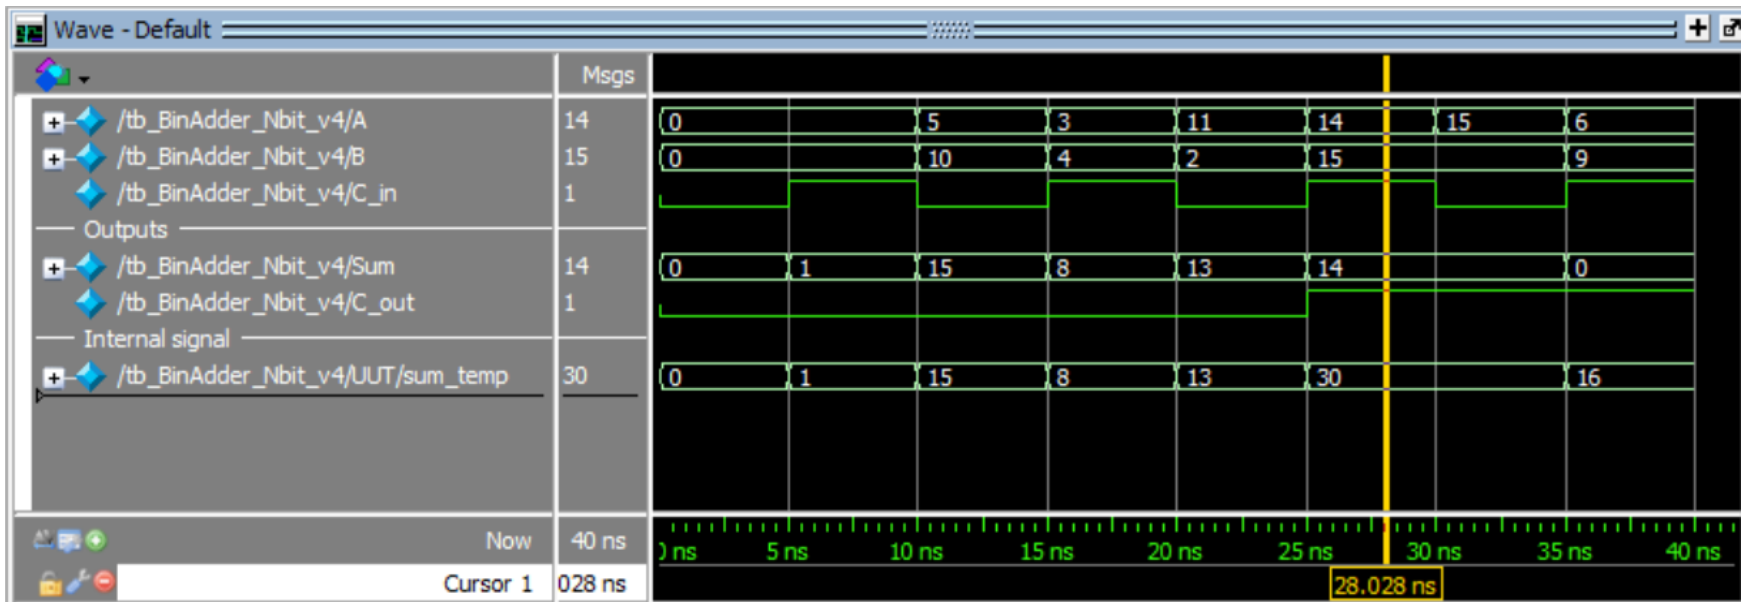 Wave - Default
Msgs
/tb_BinAdder_Nbit_v4/A 14 0 5 3 11 14 15 6
/tb_BinAdder_Nbit_v4/B 15 0 10 4 2 15 9
/tb_BinAdder_Nbit_v4/C_in 1
Outputs
/tb_BinAdder_Nbit_v4/Sum 14 0 1 15 8 13 14 0
/tb_BinAdder_Nbit_v4/C_out 1
Internal signal
/tb_BinAdder_Nbit_v4/UUT/sum_temp 30 0 1 15 8 13 30 16
Now 40 ns ns 5 ns 10 ns 15 ns 20 ns 25 ns 30 ns 35 ns 40 ns
Cursor 1 028 ns 28.028 ns